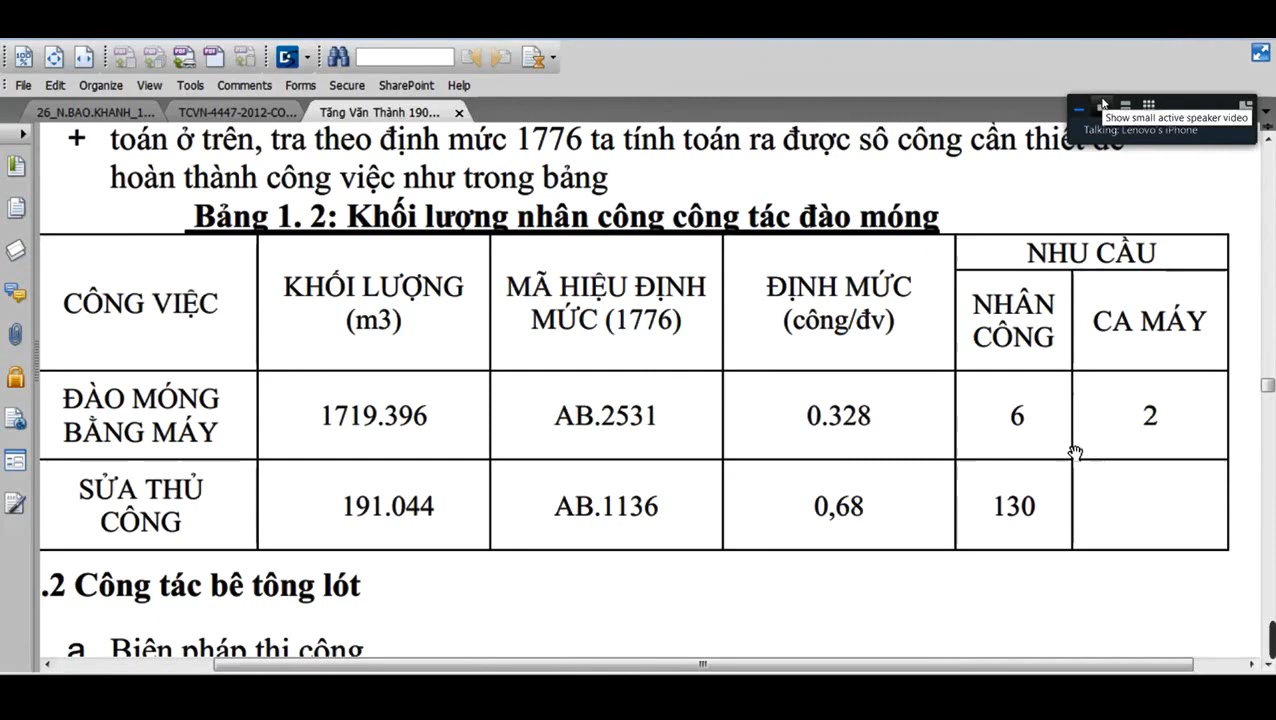 File Edit Organize View Tools Comments Forms Secure SharePoint Help
26_N.BAO.KHANH_1... TCVN-4447-2012-CO... Tăng Văn Thành 190...
Show small active speaker video
Talking: Lenovo's iPhone
+ toán ở trên, tra theo định mức 1776 ta tính toán ra được số công cần thiết để
hoàn thành công việc như trong bảng
Bảng 1. 2: Khối lượng nhân công công tác đào móng
CÔNG VIỆC KHỐI LƯỢNG (m3) MÃ HIỆU ĐỊNH MỨC (1776) ĐỊNH MỨC (công/đv) NHU CẦU
NHÂN CÔNG CA MÁY
ĐÀO MÓNG BẰNG MÁY 1719.396 AB.2531 0.328 6 2
SỬA THỦ CÔNG 191.044 AB.1136 0,68 130
.2 Công tác bê tông lót
a Biện pháp thi công